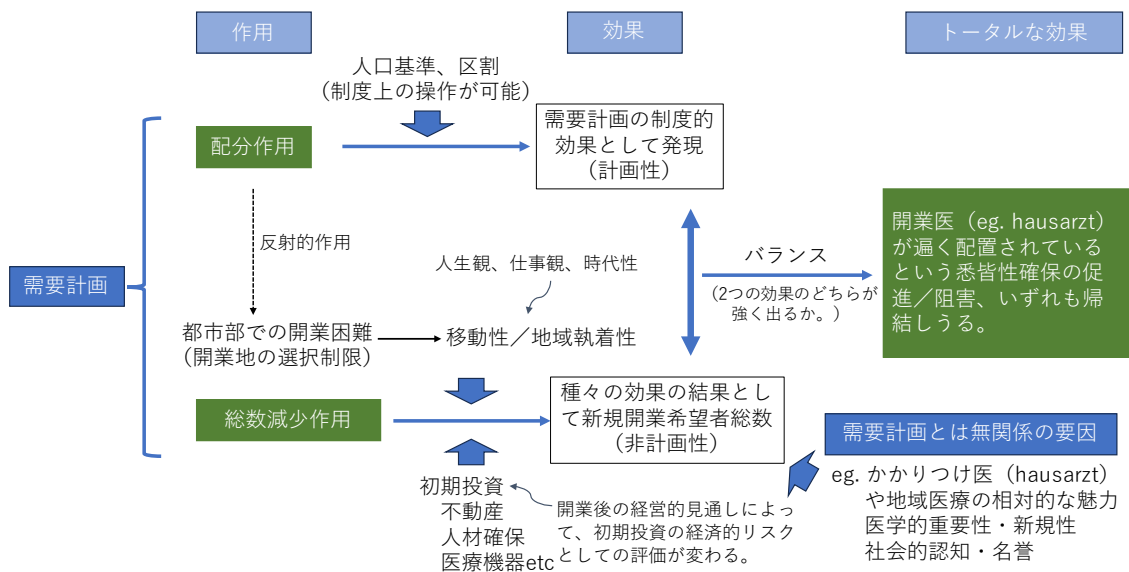 作用
効果
トータルな効果
人口基準、区割
（制度上の操作が可能）
配分作用
需要計画の制度的
効果として発現
（計画性）
反射的作用
人生観、仕事観、時代性
バランス
（2つの効果のどちらが
強く出るか。）
開業医（eg. hausarzt）
が遍く配置されている
という悉皆性確保の促
進／阻害、いずれも帰
結しうる。
需要計画
都市部での開業困難
（開業地の選択制限）
移動性／地域執着性
総数減少作用
種々の効果の結果とし
て新規開業希望者総数
（非計画性）
需要計画とは無関係の要因
eg. かかりつけ医（hausarzt）
や地域医療の相対的な魅力
医学的重要性・新規性
社会的認知・名誉
初期投資
不動産
人材確保
医療機器etc
開業後の経営的見通しによっ
て、初期投資の経済的リスク
としての評価が変わる。